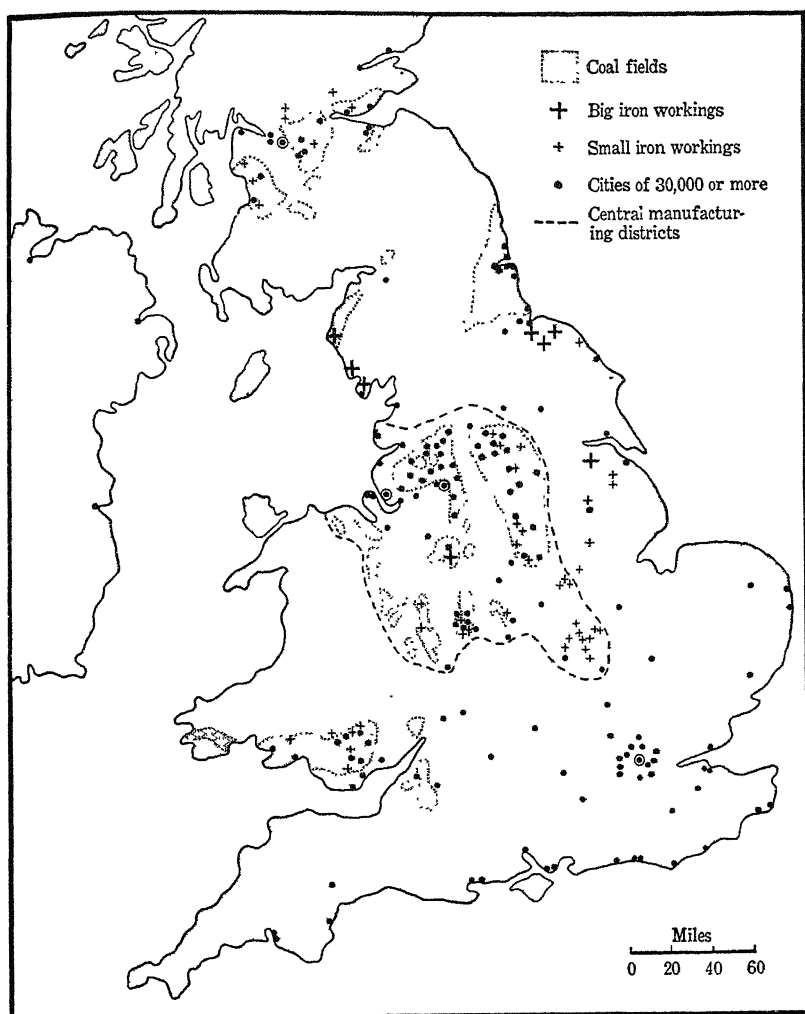 Coal fields
Big iron workings
Small iron workings
Cities of 30,000 or more
Central manufactur-
ing districts
Miles
0 20 40 60